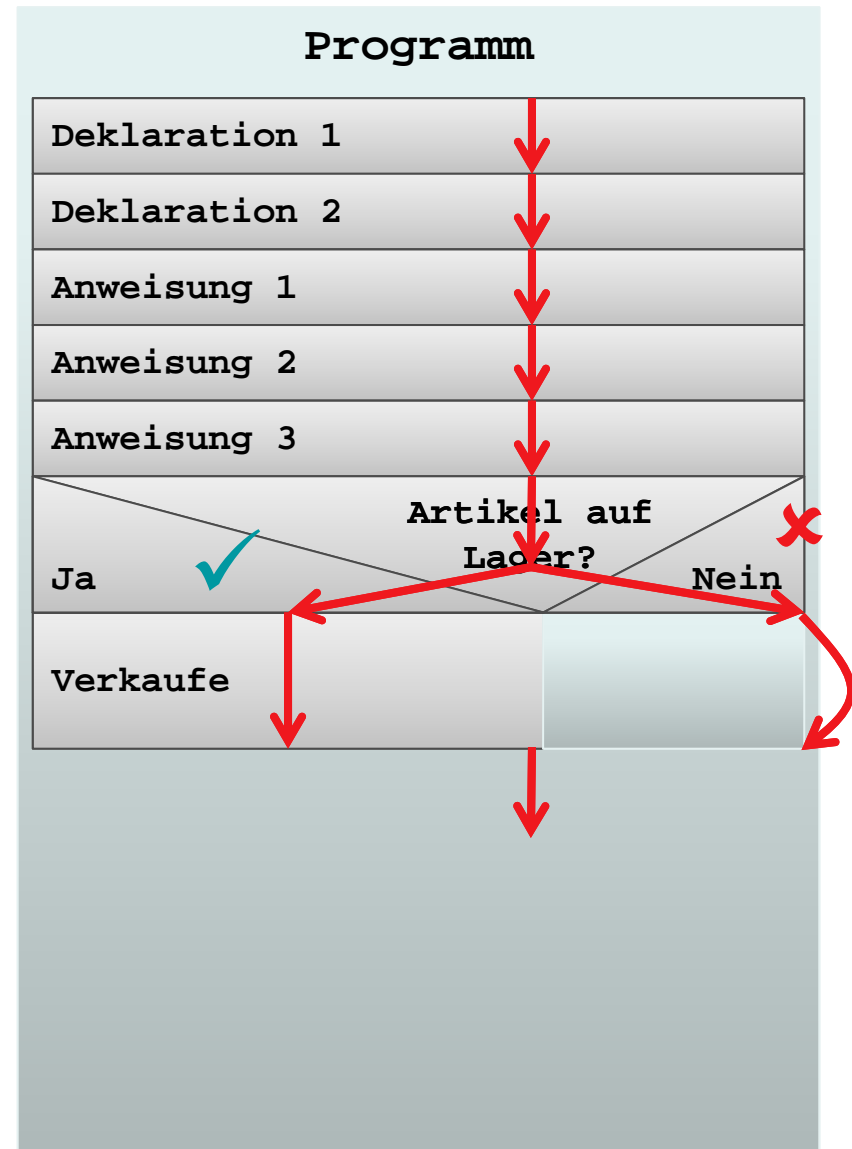 Programm
Deklaration 1
Deklaration 2
Anweisung 1
Anweisung 2
Anweisung 3
Artikel auf
Lager?
Ja
Nein
Verkaufe